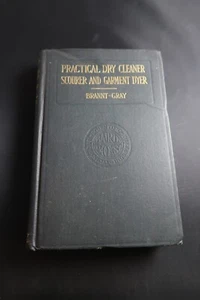 PRACTICAL DRY CLEANER
SCOURER AND GARMENT DYER
BRANNT-GRAY